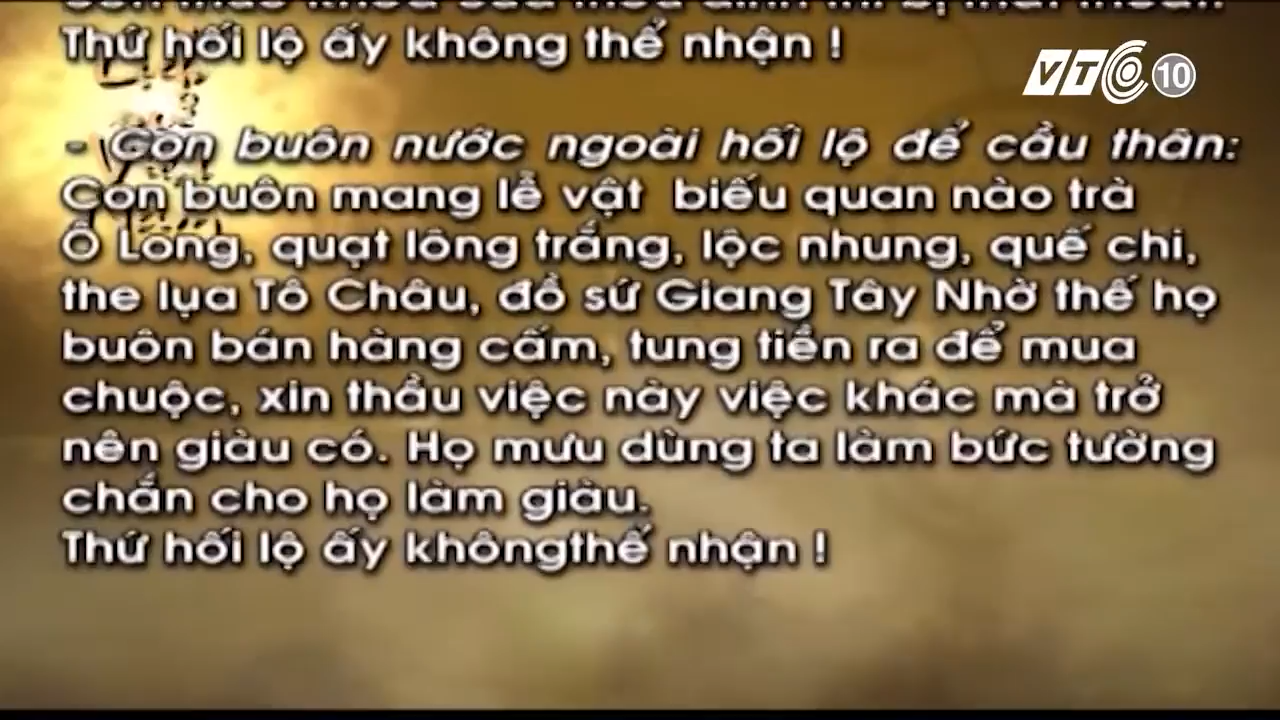 Thứ hối lộ ấy không thể nhận !
VTC 10
- Con buôn nước ngoài hối lộ để cầu thân:
Con buôn mang lễ vật biếu quan nào trà
Ô Long, quạt lông trắng, lộc nhung, quế chi,
the lụa Tô Châu, đồ sứ Giang Tây Nhờ thế họ
buôn bán hàng cấm, tung tiền ra để mua
chuộc, xin thầu việc này việc khác mà trở
nên giàu có. Họ mưu dùng ta làm bức tường
chắn cho họ làm giàu.
Thứ hối lộ ấy khôngthế nhận !